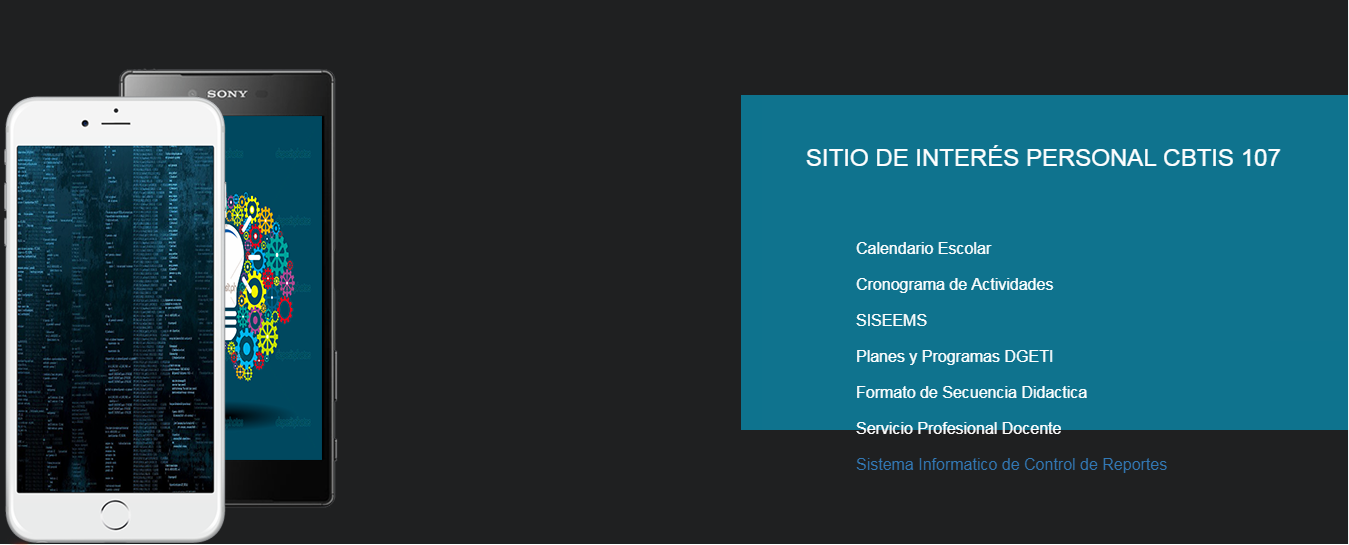 SONY
SITIO DE INTERÉS PERSONAL CBTIS 107
Calendario Escolar
Cronograma de Actividades
SISEEMS
Planes y Programas DGETI
Formato de Secuencia Didactica
Servicio Profesional Docente
Sistema Informatico de Control de Reportes